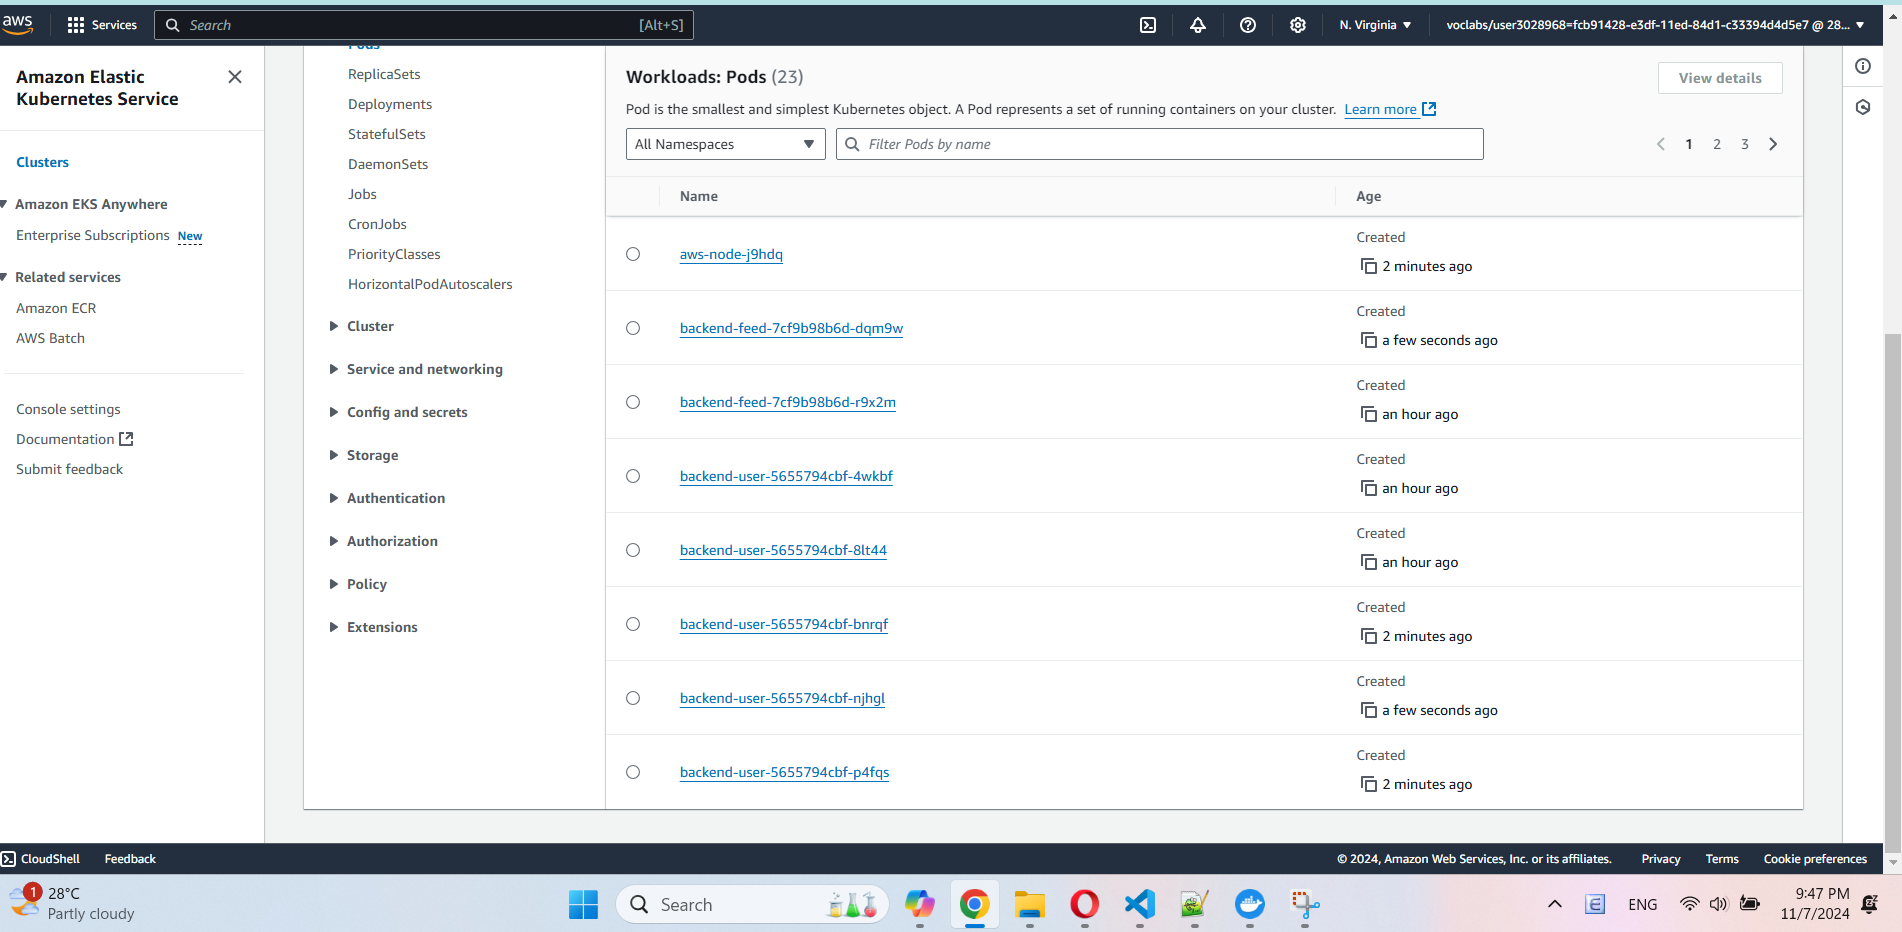 aws
Services
Search [Alt+S]
N. Virginia
voclabs/user3028968=fcb91428-e3df-11ed-84d1-c33394d4d5e7 @ 28...
Amazon Elastic
Kubernetes Service
Clusters
Amazon EKS Anywhere
Enterprise Subscriptions New
Related services
Amazon ECR
AWS Batch
Console settings
Documentation
Submit feedback
Pods
ReplicaSets
Deployments
StatefulSets
DaemonSets
Jobs
CronJobs
PriorityClasses
HorizontalPodAutoscalers
Cluster
Service and networking
Config and secrets
Storage
Authentication
Authorization
Policy
Extensions
Workloads: Pods (23)
View details
Pod is the smallest and simplest Kubernetes object. A Pod represents a set of running containers on your cluster. Learn more
All Namespaces
Filter Pods by name
1 2 3
Name Age
aws-node-j9hdq
Created
2 minutes ago
backend-feed-7cf9b98b6d-dqm9w
Created
a few seconds ago
backend-feed-7cf9b98b6d-r9x2m
Created
an hour ago
backend-user-5655794cbf-4wkbf
Created
an hour ago
backend-user-5655794cbf-8lt44
Created
an hour ago
backend-user-5655794cbf-bnrqf
Created
2 minutes ago
backend-user-5655794cbf-njhgl
Created
a few seconds ago
backend-user-5655794cbf-p4fqs
Created
2 minutes ago
CloudShell Feedback
© 2024, Amazon Web Services, Inc. or its affiliates. Privacy Terms Cookie preferences
1
28°C
Partly cloudy
Search
ENG
9:47 PM
11/7/2024